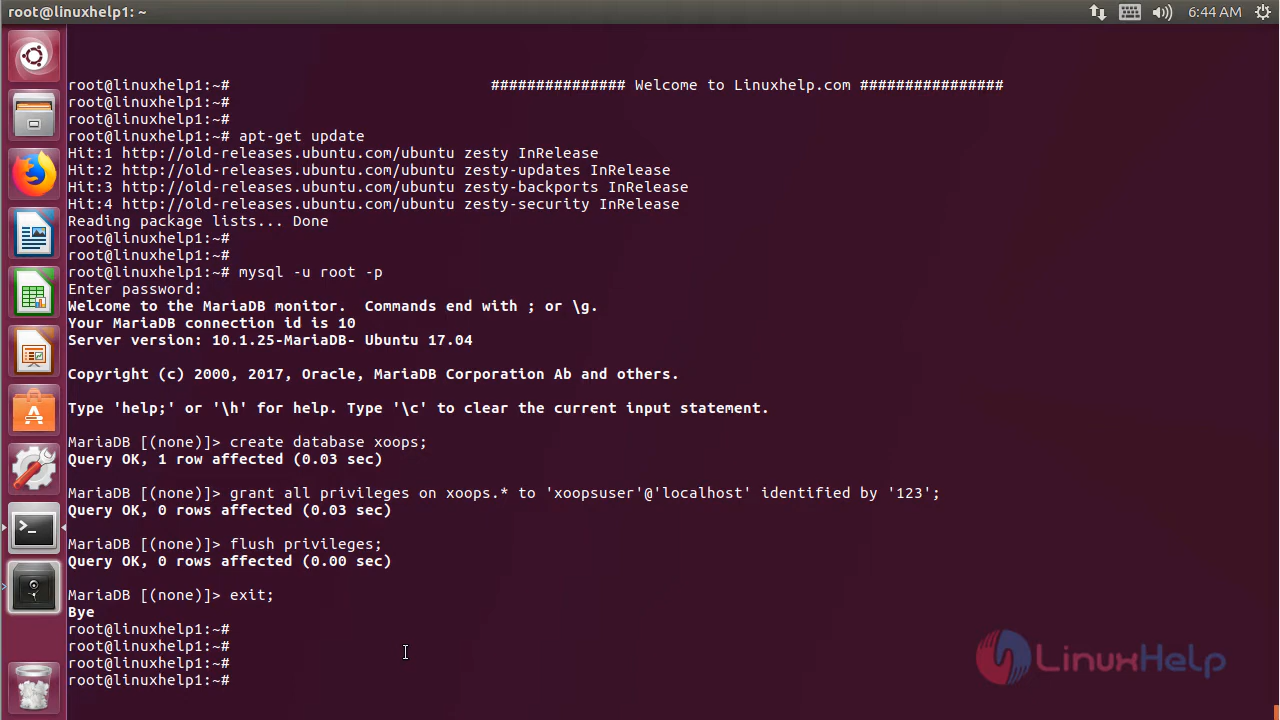 root@linuxhelp1: ~
6:44 AM
root@linuxhelp1:~# ############### Welcome to Linuxhelp.com ################
root@linuxhelp1:~#
root@linuxhelp1:~#
root@linuxhelp1:~# apt-get update
Hit:1 http://old-releases.ubuntu.com/ubuntu zesty InRelease
Hit:2 http://old-releases.ubuntu.com/ubuntu zesty-updates InRelease
Hit:3 http://old-releases.ubuntu.com/ubuntu zesty-backports InRelease
Hit:4 http://old-releases.ubuntu.com/ubuntu zesty-security InRelease
Reading package lists... Done
root@linuxhelp1:~#
root@linuxhelp1:~#
root@linuxhelp1:~# mysql -u root -p
Enter password:
Welcome to the MariaDB monitor.  Commands end with ; or \g.
Your MariaDB connection id is 10
Server version: 10.1.25-MariaDB- Ubuntu 17.04
Copyright (c) 2000, 2017, Oracle, MariaDB Corporation Ab and others.
Type 'help;' or '\h' for help. Type '\c' to clear the current input statement.
MariaDB [(none)]> create database xoops;
Query OK, 1 row affected (0.03 sec)
MariaDB [(none)]> grant all privileges on xoops.* to 'xoopsuser'@'localhost' identified by '123';
Query OK, 0 rows affected (0.03 sec)
MariaDB [(none)]> flush privileges;
Query OK, 0 rows affected (0.00 sec)
MariaDB [(none)]> exit;
Bye
root@linuxhelp1:~#
root@linuxhelp1:~#
root@linuxhelp1:~#
root@linuxhelp1:~#
LinuxHelp